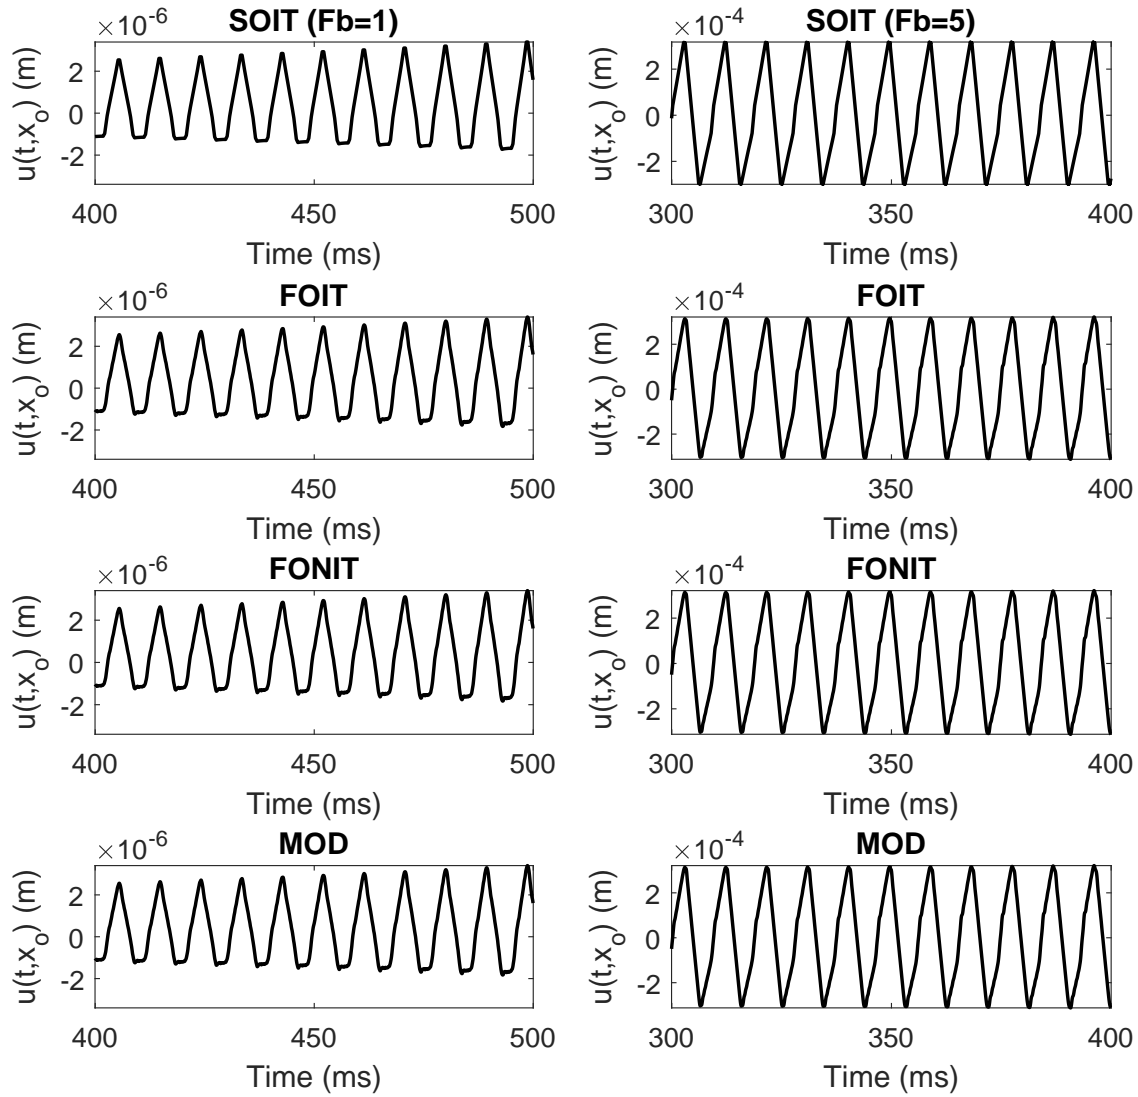 SOIT (Fb=1)
×10-6
u(t,xo) (m)
2
0
-2
400
450
500
Time (ms)
SOIT (Fb=5)
×10-4
u(t,xo) (m)
2
0
-2
300
350
400
Time (ms)
FOIT
×10-6
u(t,xo) (m)
2
0
-2
400
450
500
Time (ms)
FOIT
×10-4
u(t,xo) (m)
2
0
-2
300
350
400
Time (ms)
FONIT
×10-6
u(t,xo) (m)
2
0
-2
400
450
500
Time (ms)
FONIT
×10-4
u(t,xo) (m)
2
0
-2
300
350
400
Time (ms)
MOD
×10-6
u(t,xo) (m)
2
0
-2
400
450
500
Time (ms)
MOD
×10-4
u(t,xo) (m)
2
0
-2
300
350
400
Time (ms)